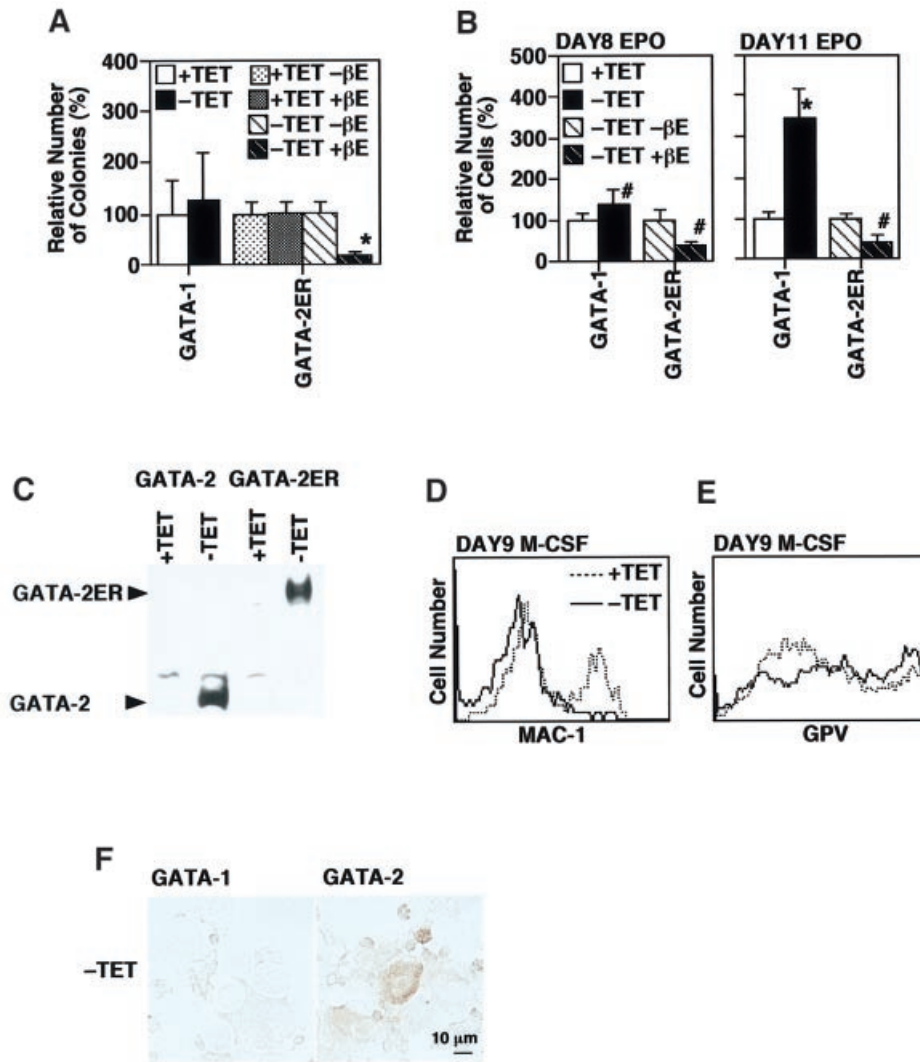 A
Relative Number
of Colonies (%)
400
300
200
100
0
+TET
−TET
+TET −βE
+TET +βE
−TET −βE
−TET +βE
*
GATA-1
GATA-2ER
B
DAY8 EPO
DAY11 EPO
Relative Number
of Cells (%)
500
400
300
200
100
0
+TET
−TET
−TET −βE
−TET +βE
#
#
*
#
GATA-1
GATA-2ER
GATA-1
GATA-2ER
C
GATA-2 GATA-2ER
+TET
-TET
+TET
-TET
GATA-2ER
GATA-2
D
DAY9 M-CSF
+TET
−TET
Cell Number
MAC-1
E
DAY9 M-CSF
Cell Number
GPV
F
GATA-1
GATA-2
−TET
10 µm